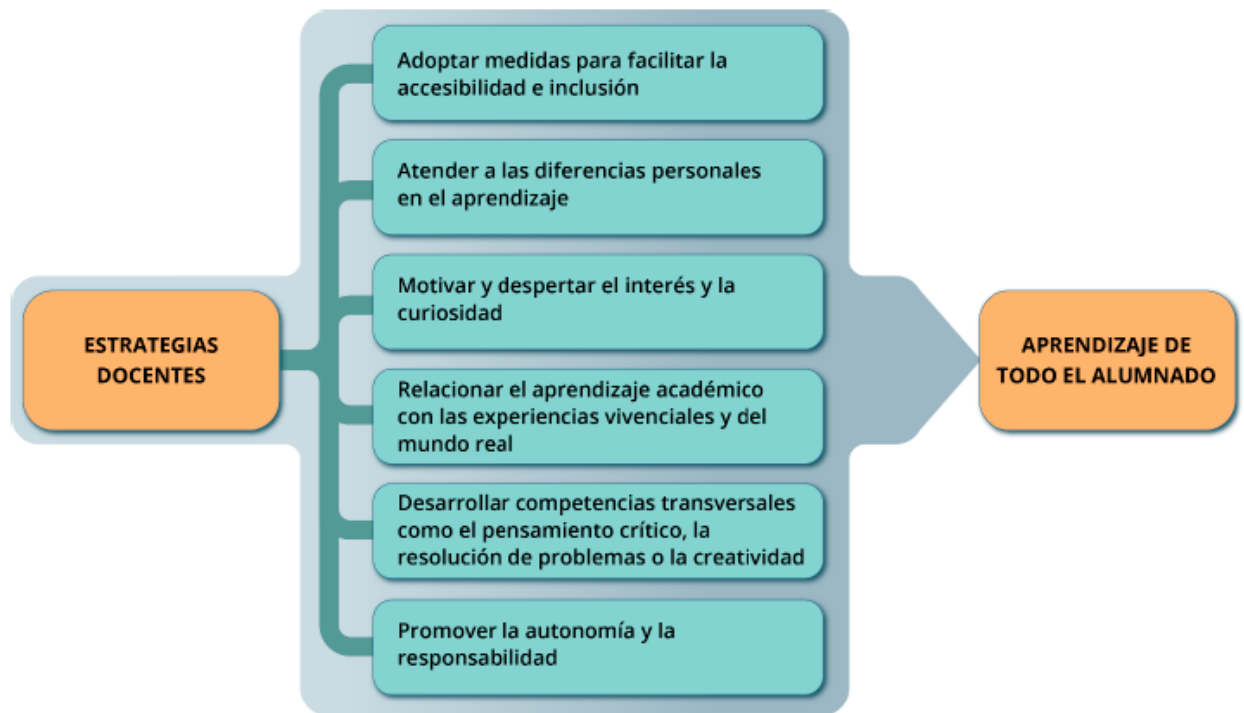 Adoptar medidas para facilitar la
accesibilidad e inclusión
Atender a las diferencias personales
en el aprendizaje
Motivar y despertar el interés y la
curiosidad
ESTRATEGIAS
DOCENTES
Relacionar el aprendizaje académico
con las experiencias vivenciales y del
mundo real
Desarrollar competencias transversales
como el pensamiento crítico, la
resolución de problemas o la creatividad
Promover la autonomía y la
responsabilidad
APRENDIZAJE DE
TODO EL ALUMNADO